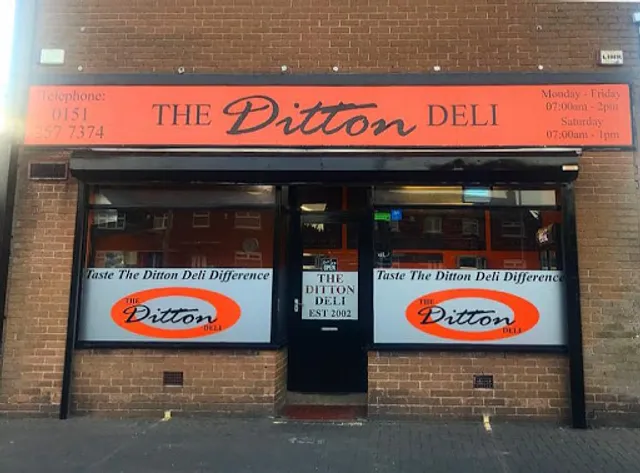 Telephone:
0151
257 7374
THE Ditton DELI
Monday - Friday
07:00am - 2pm
Saturday
07:00am - 1pm
Taste The Ditton Deli Difference
THE
Ditton
DELI
OPEN
THE
DITTON
DELI
EST 2002
Taste The Ditton Deli Difference
THE
Ditton
DELI